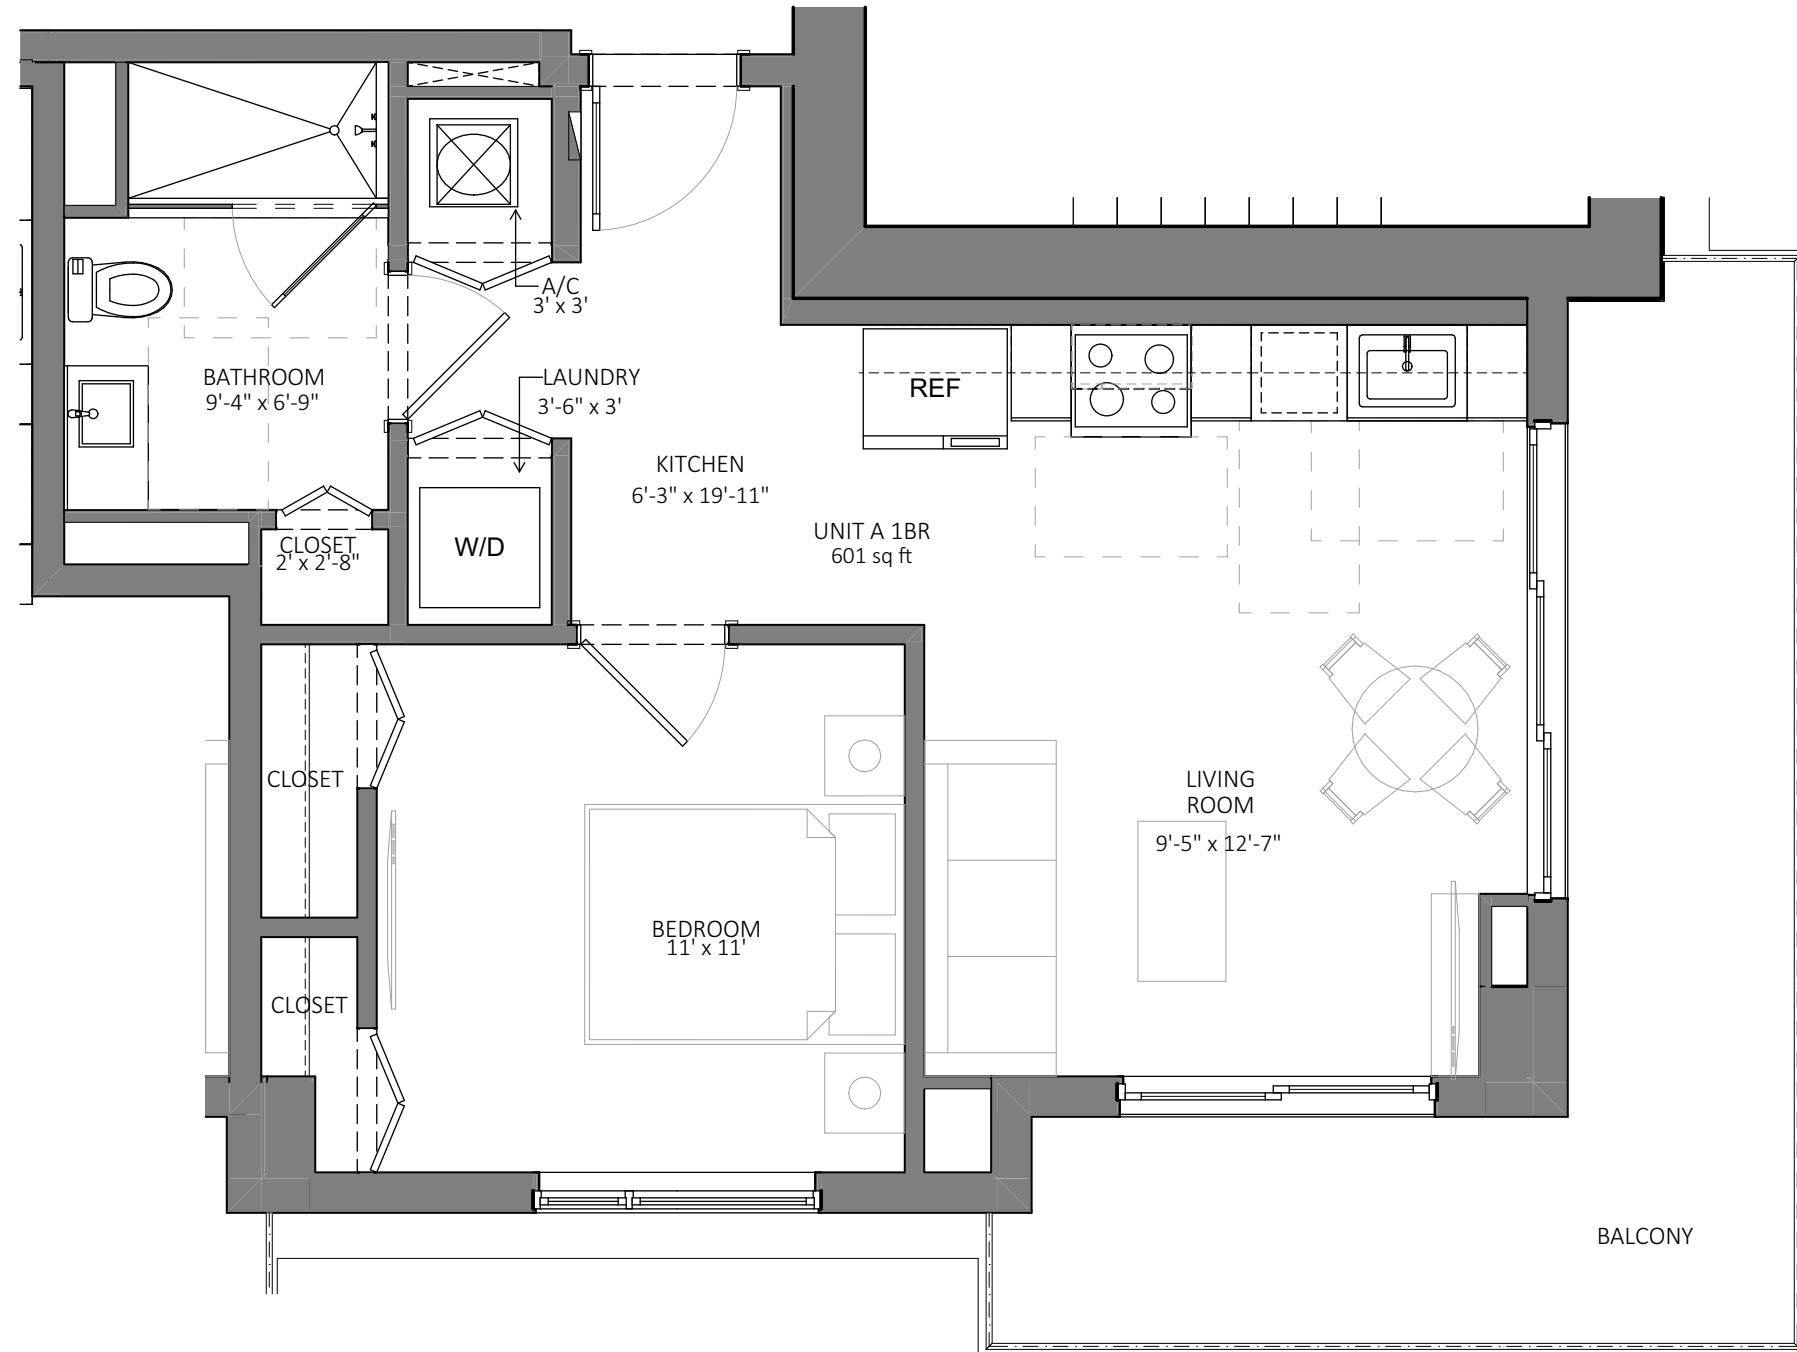 A/C
3' x 3'
BATHROOM
9'-4" x 6'-9"
LAUNDRY
3'-6" x 3'
REF
KITCHEN
6'-3" x 19'-11"
UNIT A 1BR
601 sq ft
CLOSET
2' x 2'-8"
W/D
CLOSET
LIVING
ROOM
9'-5" x 12'-7"
BEDROOM
11' x 11'
CLOSET
BALCONY